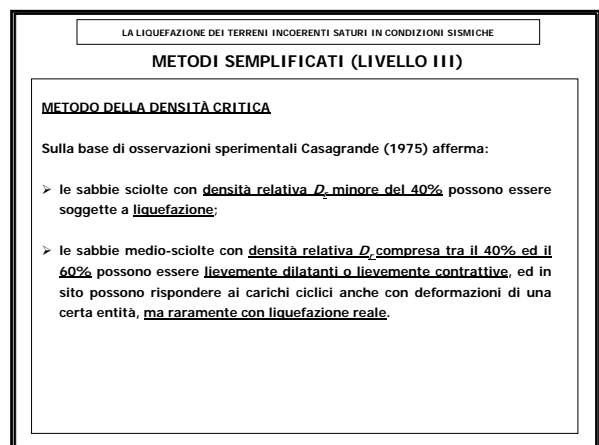 LA LIQUEFAZIONE DEI TERRENI INCOERENTI SATURI IN CONDIZIONI SISMICHE
METODI SEMPLIFICATI (LIVELLO III)
METODO DELLA DENSITÀ CRITICA
Sulla base di osservazioni sperimentali Casagrande (1975) afferma:
➢ le sabbie sciolte con densità relativa Dr minore del 40% possono essere
soggette a liquefazione;
➢ le sabbie medio-sciolte con densità relativa Dr compresa tra il 40% ed il
60% possono essere lievemente dilatanti o lievemente contrattive, ed in
sito possono rispondere ai carichi ciclici anche con deformazioni di una
certa entità, ma raramente con liquefazione reale.